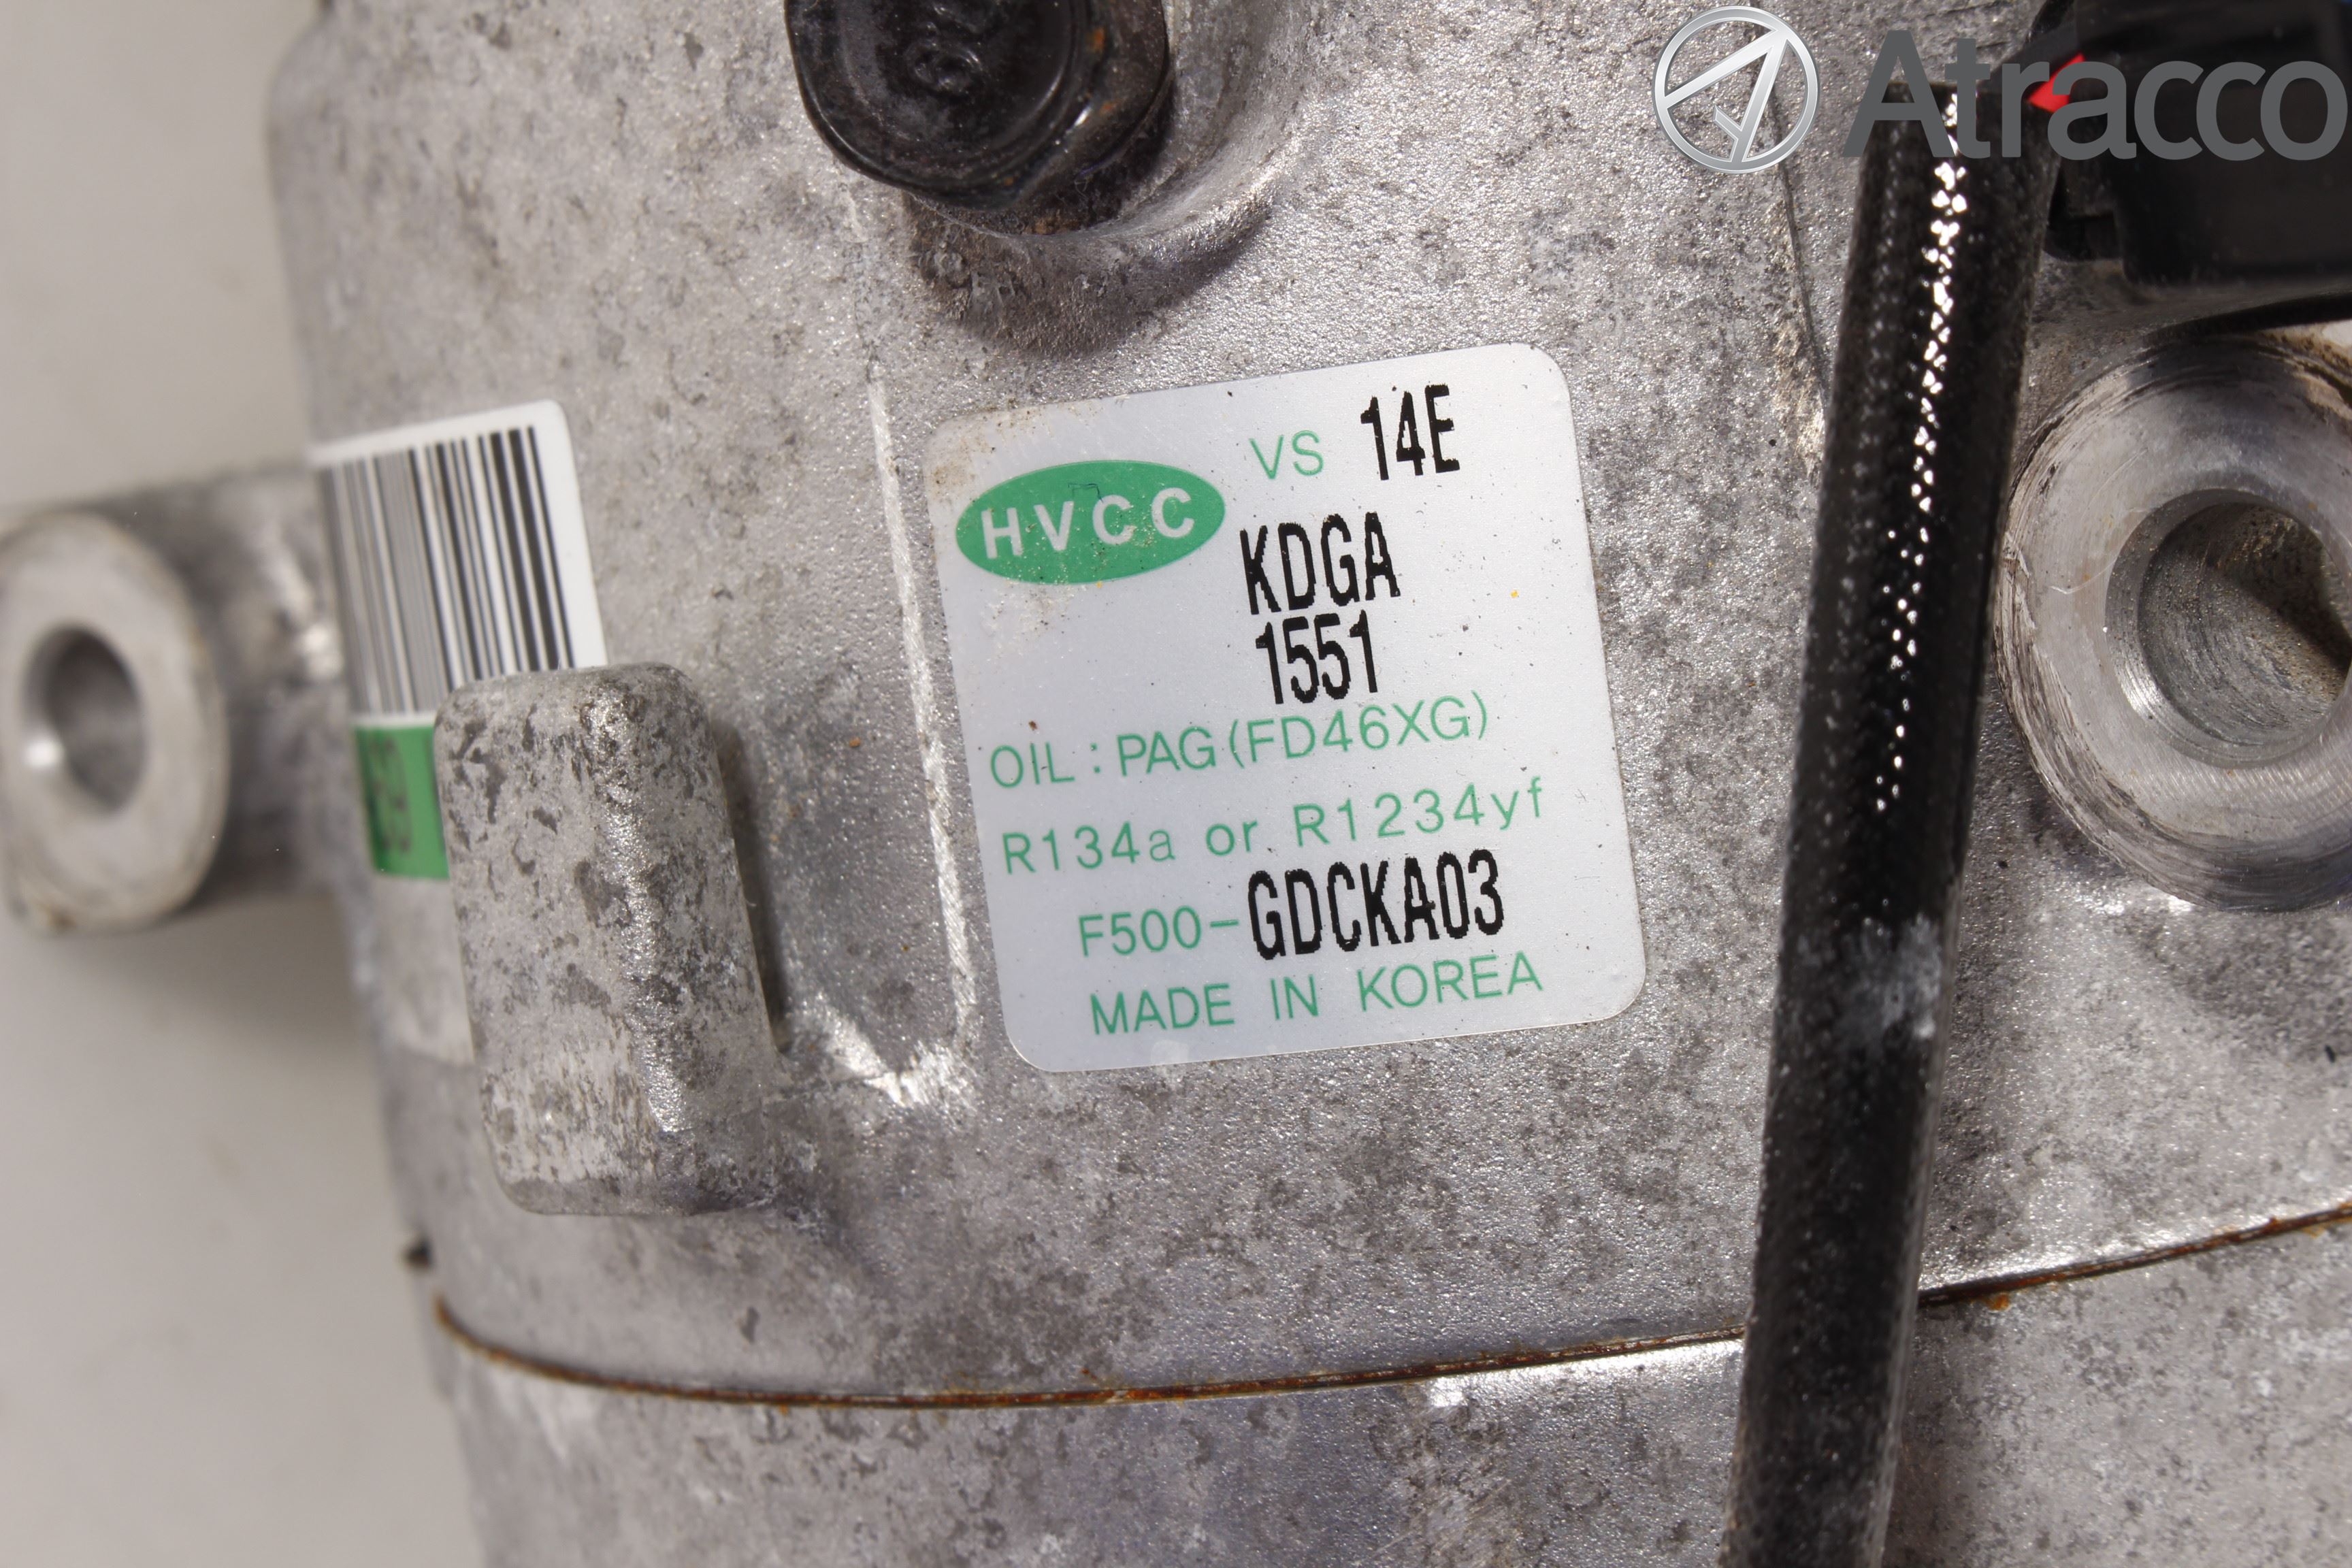 Atracco
VS 14E
HVCC
KDGA
1551
OIL : PAG (FD46XG)
R134a or R1234yf
F500-GDCKA03
MADE IN KOREA